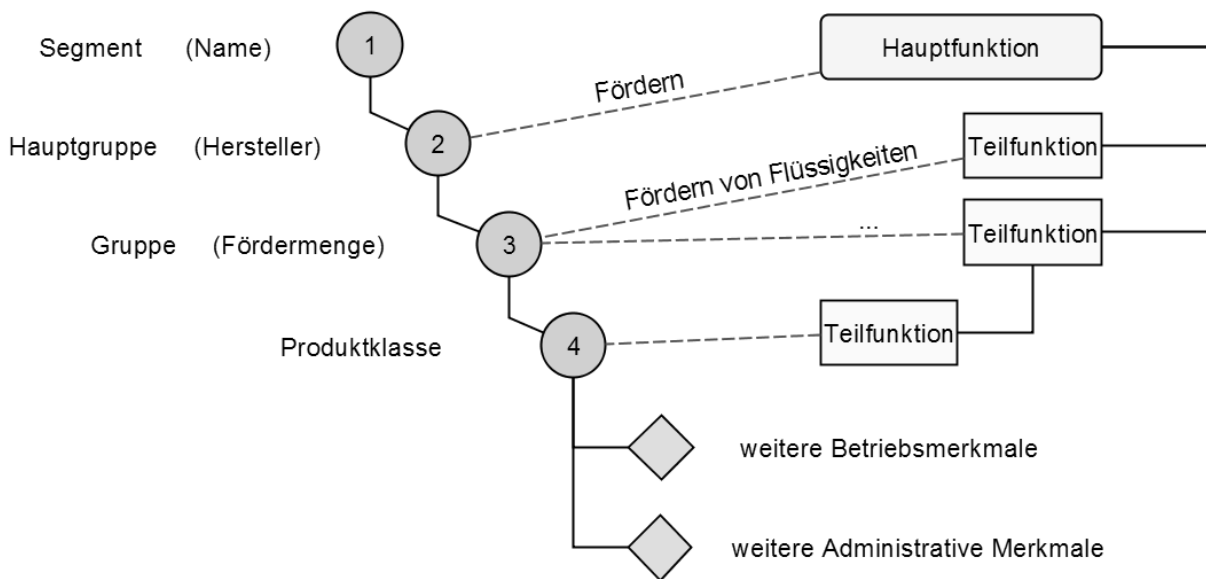 Segment (Name)
1
Hauptfunktion
Fördern
Hauptgruppe (Hersteller)
2
Teilfunktion
Fördern von Flüssigkeiten
Gruppe (Fördermenge)
3
...
Teilfunktion
Produktklasse
4
Teilfunktion
weitere Betriebsmerkmale
weitere Administrative Merkmale